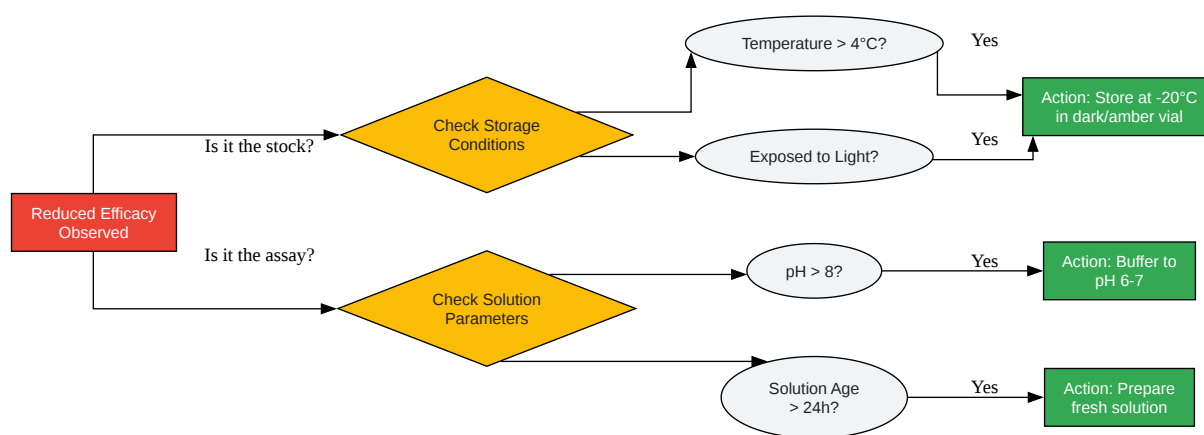 Temperature > 4°C?
Yes
Action: Store at -20°C
in dark/amber vial
Check Storage
Conditions
Is it the stock?
Exposed to Light?
Yes
Reduced Efficacy
Observed
Is it the assay?
pH > 8?
Yes
Action: Buffer to
pH 6-7
Check Solution
Parameters
Solution Age
> 24h?
Yes
Action: Prepare
fresh solution